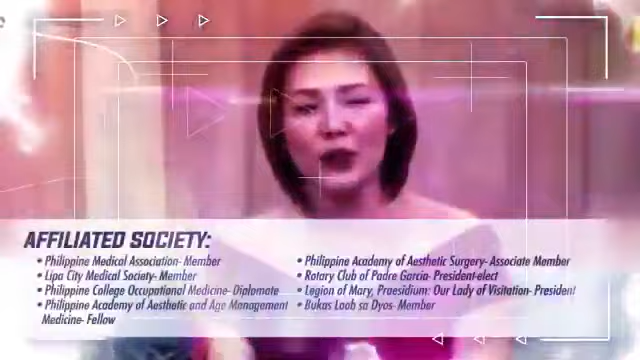 AFFILIATED SOCIETY:
• Philippine Medical Association- Member
• Lipa City Medical Society- Member
• Philippine College Occupational Medicine- Diplomate
• Philippine Academy of Aesthetic and Age Management
Medicine- Fellow
• Philippine Academy of Aesthetic Surgery- Associate Member
• Rotary Club of Padre Garcia- President-elect
• Legion of Mary, Praesidium: Our Lady of Visitation- President
• Bukas Loob sa Dyos- Member